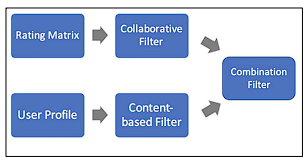 Rating Matrix
Collaborative
Filter
Combination
Filter
User Profile
Content-
based Filter